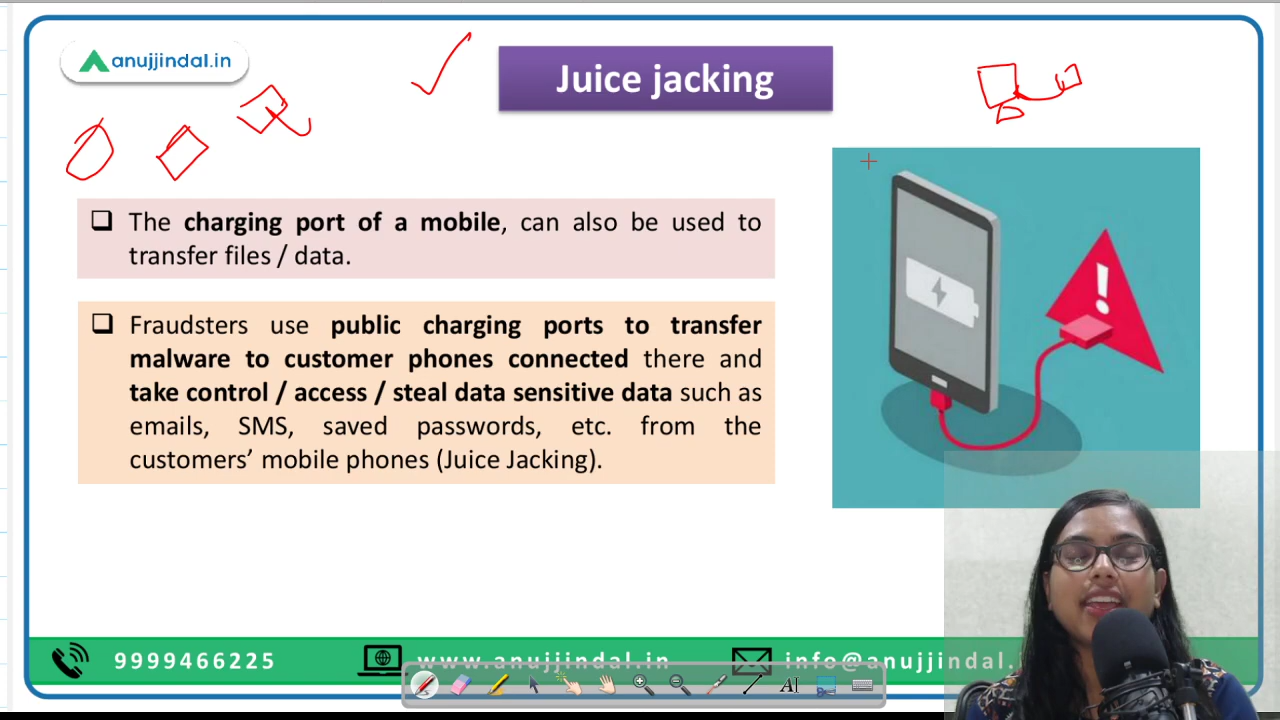 anujjindal.in
Juice jacking
The charging port of a mobile, can also be used to
transfer files / data.
Fraudsters use public charging ports to transfer
malware to customer phones connected there and
take control / access / steal data sensitive data such as
emails, SMS, saved passwords, etc. from the
customers’ mobile phones (Juice Jacking).
9999466225
www.anujjindal.in
info@anujjindal.
AI